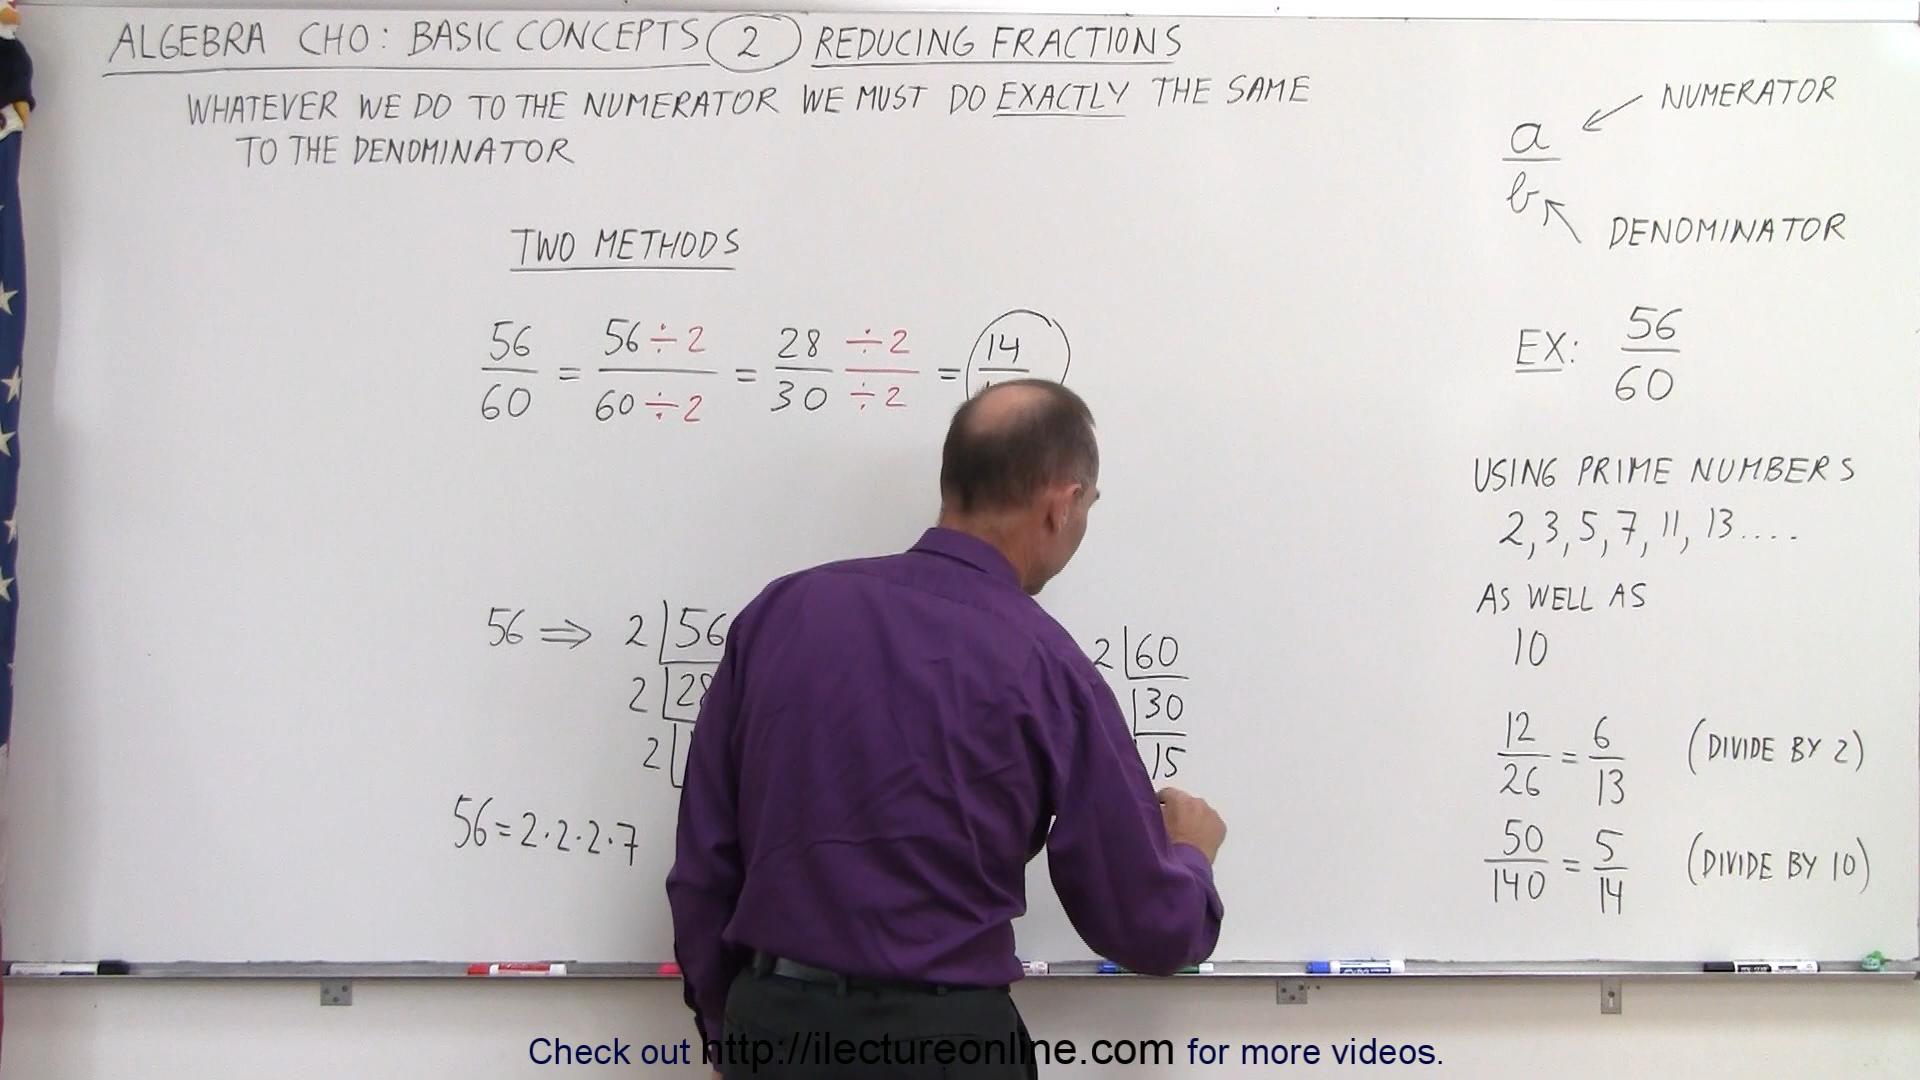 ALGEBRA CH0: BASIC CONCEPTS 2 REDUCING FRACTIONS
WHATEVER WE DO TO THE NUMERATOR WE MUST DO EXACTLY THE SAME
TO THE DENOMINATOR
TWO METHODS
56/60 = 56 ÷ 2/60 ÷ 2 = 28 ÷ 2/30 ÷ 2 = 14
56 ⇒ 2 56
2 28
2
56 = 2 · 2 · 2 · 7
2 60
30
15
a/b
NUMERATOR
DENOMINATOR
EX: 56/60
USING PRIME NUMBERS
2, 3, 5, 7, 11, 13....
AS WELL AS
10
12/26 = 6/13 (DIVIDE BY 2)
50/140 = 5/14 (DIVIDE BY 10)
Check out http://ilectureonline.com for more videos.